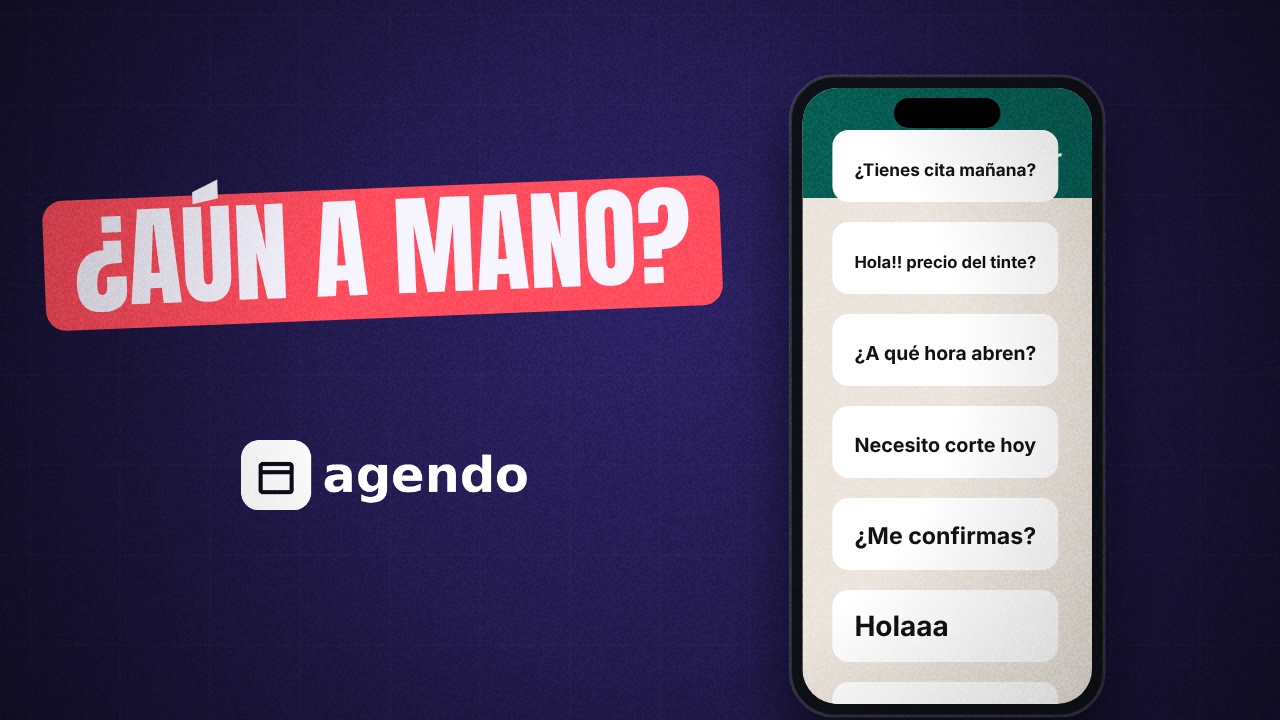 ¿AÚN A MANO?
agendo
¿Tienes cita mañana?
Hola!! precio del tinte?
¿A qué hora abren?
Necesito corte hoy
¿Me confirmas?
Holaaa